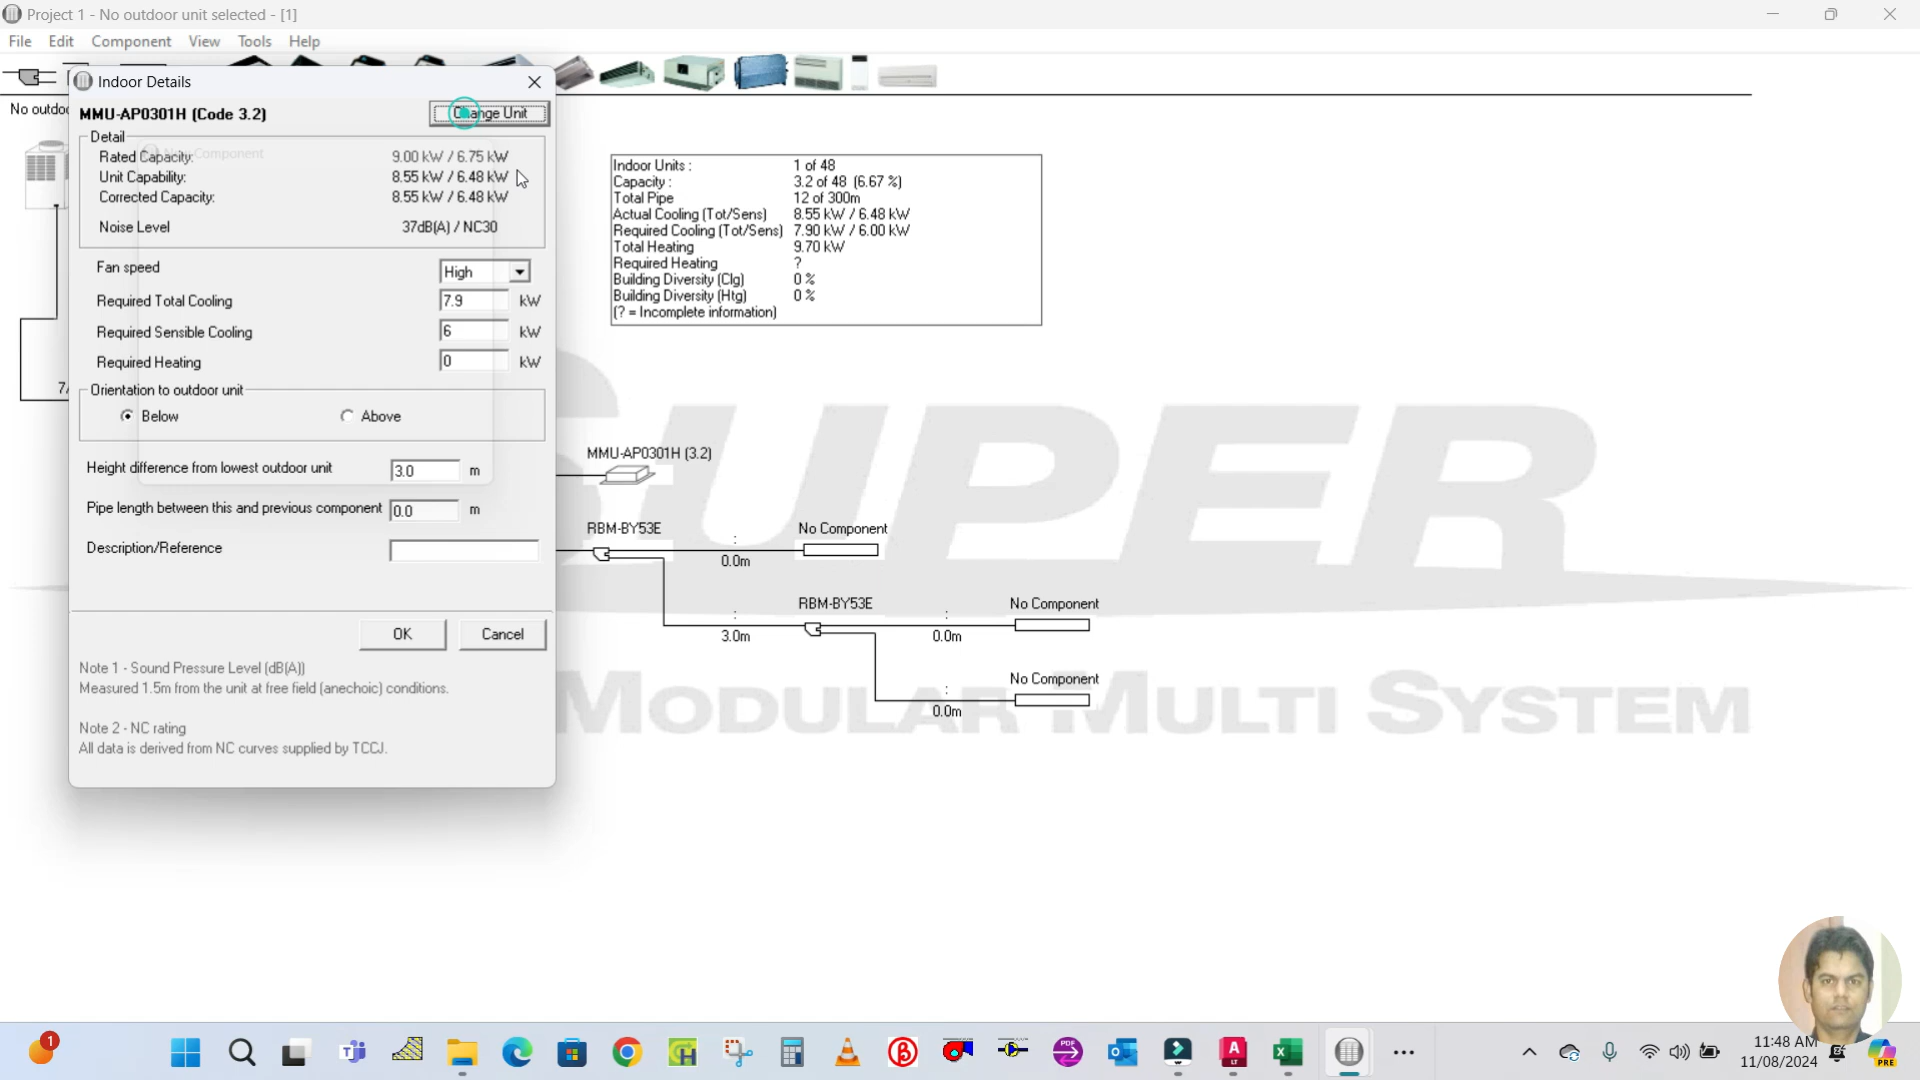 Project 1 - No outdoor unit selected - [1]
File Edit Component View Tools Help
No outdoo
Indoor Details
MMU-AP0301H (Code 3.2)
Change Unit
Detail
New Component
Rated Capacity: 9.00 kW / 6.75 kW
Unit Capability: 8.55 kW / 6.48 kW
Corrected Capacity: 8.55 kW / 6.48 kW
Noise Level 37dB(A) / NC30
Fan speed High
Required Total Cooling 7.9 kW
Required Sensible Cooling 6 kW
Required Heating 0 kW
Orientation to outdoor unit
Below Above
Height difference from lowest outdoor unit 3.0 m
Pipe length between this and previous component 0.0 m
Description/Reference
OK Cancel
Note 1 - Sound Pressure Level (dB(A))
Measured 1.5m from the unit at free field (anechoic) conditions.
Note 2 - NC rating
All data is derived from NC curves supplied by TCCJ.
Indoor Units : 1 of 48
Capacity : 3.2 of 48 (6.67 %)
Total Pipe 12 of 300m
Actual Cooling (Tot/Sens) 8.55 kW / 6.48 kW
Required Cooling (Tot/Sens) 7.90 kW / 6.00 kW
Total Heating 9.70 kW
Required Heating ?
Building Diversity (Clg) 0 %
Building Diversity (Htg) 0 %
(? = Incomplete information)
MMU-AP0301H (3.2)
RBM-BY53E
No Component
:
0.0m
RBM-BY53E
No Component
:
3.0m
:
0.0m
No Component
:
0.0m
SUPER
MODULAR MULTI SYSTEM
1
11:48 AM
11/08/2024
PRE